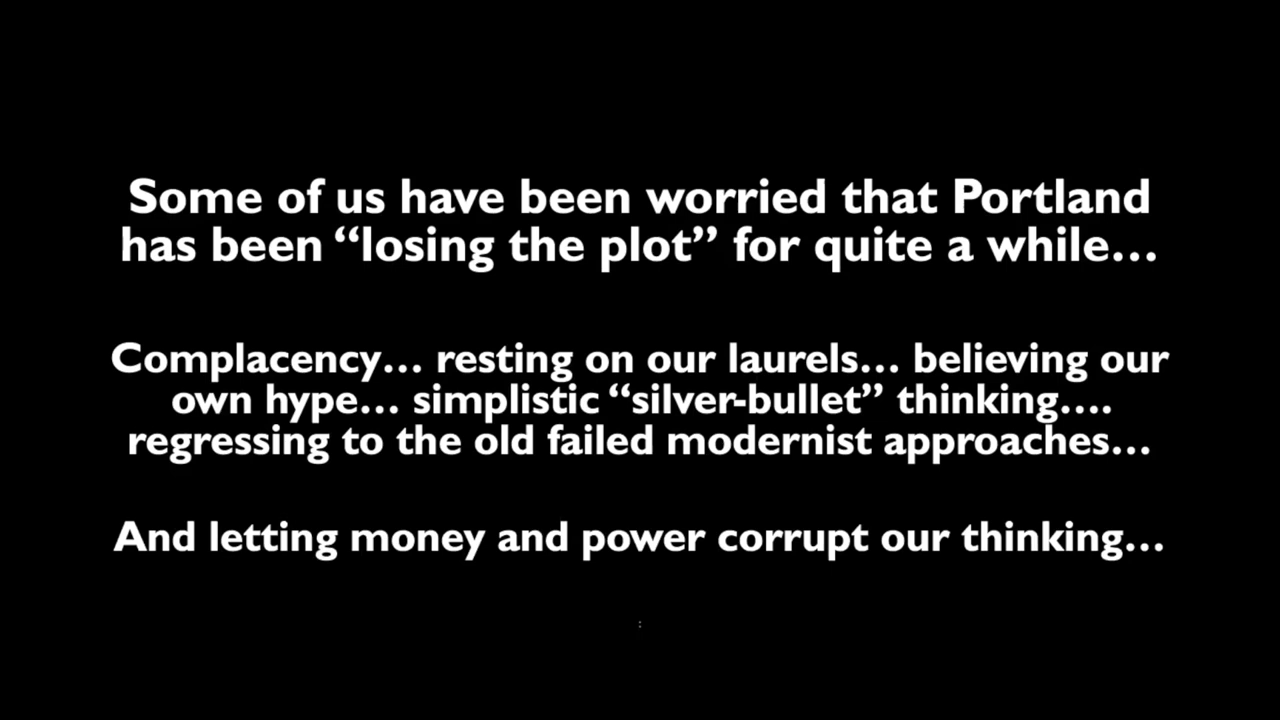 Some of us have been worried that Portland
has been “losing the plot” for quite a while…
Complacency… resting on our laurels… believing our
own hype… simplistic “silver-bullet” thinking….
regressing to the old failed modernist approaches…
And letting money and power corrupt our thinking…
: